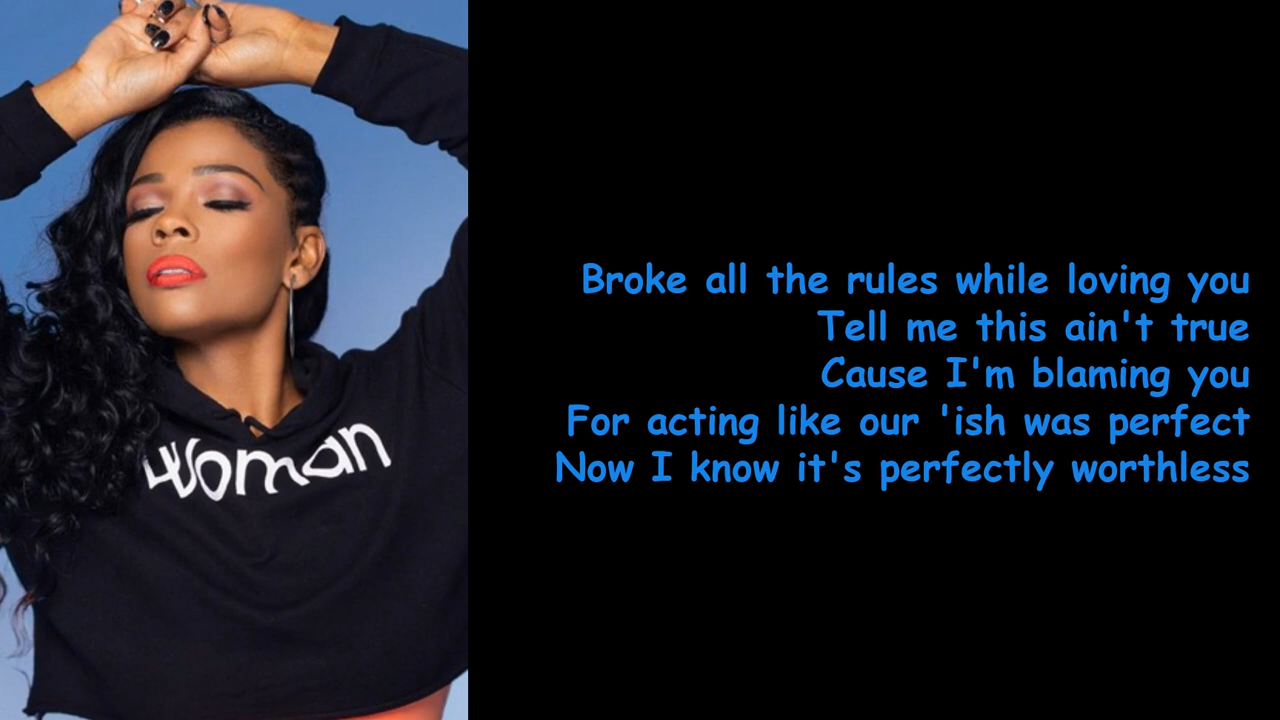 Woman
Broke all the rules while loving you
Tell me this ain't true
Cause I'm blaming you
For acting like our 'ish was perfect
Now I know it's perfectly worthless